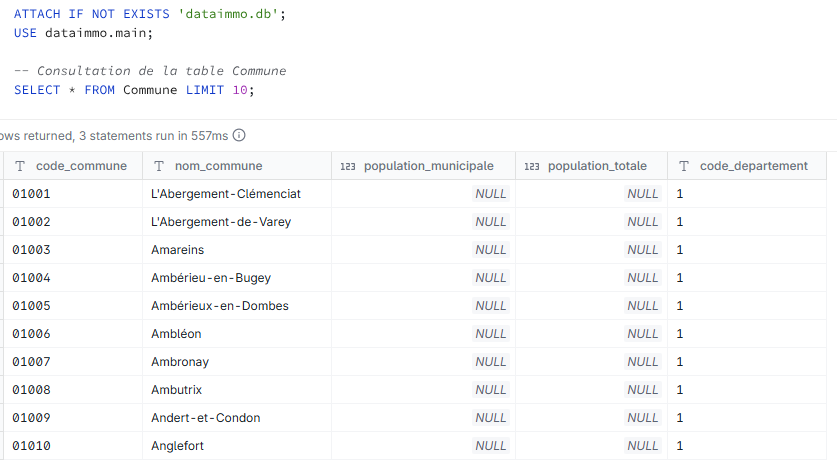 ATTACH IF NOT EXISTS 'dataimmo.db';
USE dataimmo.main;
-- Consultation de la table Commune
SELECT * FROM Commune LIMIT 10;
ows returned, 3 statements run in 557ms
T code_commune T nom_commune 123 population_municipale 123 population_totale T code_departement
01001 L'Abergement-Clémenciat NULL NULL 1
01002 L'Abergement-de-Varey NULL NULL 1
01003 Amareins NULL NULL 1
01004 Ambérieu-en-Bugey NULL NULL 1
01005 Ambérieux-en-Dombes NULL NULL 1
01006 Ambléon NULL NULL 1
01007 Ambronay NULL NULL 1
01008 Ambutrix NULL NULL 1
01009 Andert-et-Condon NULL NULL 1
01010 Anglefort NULL NULL 1